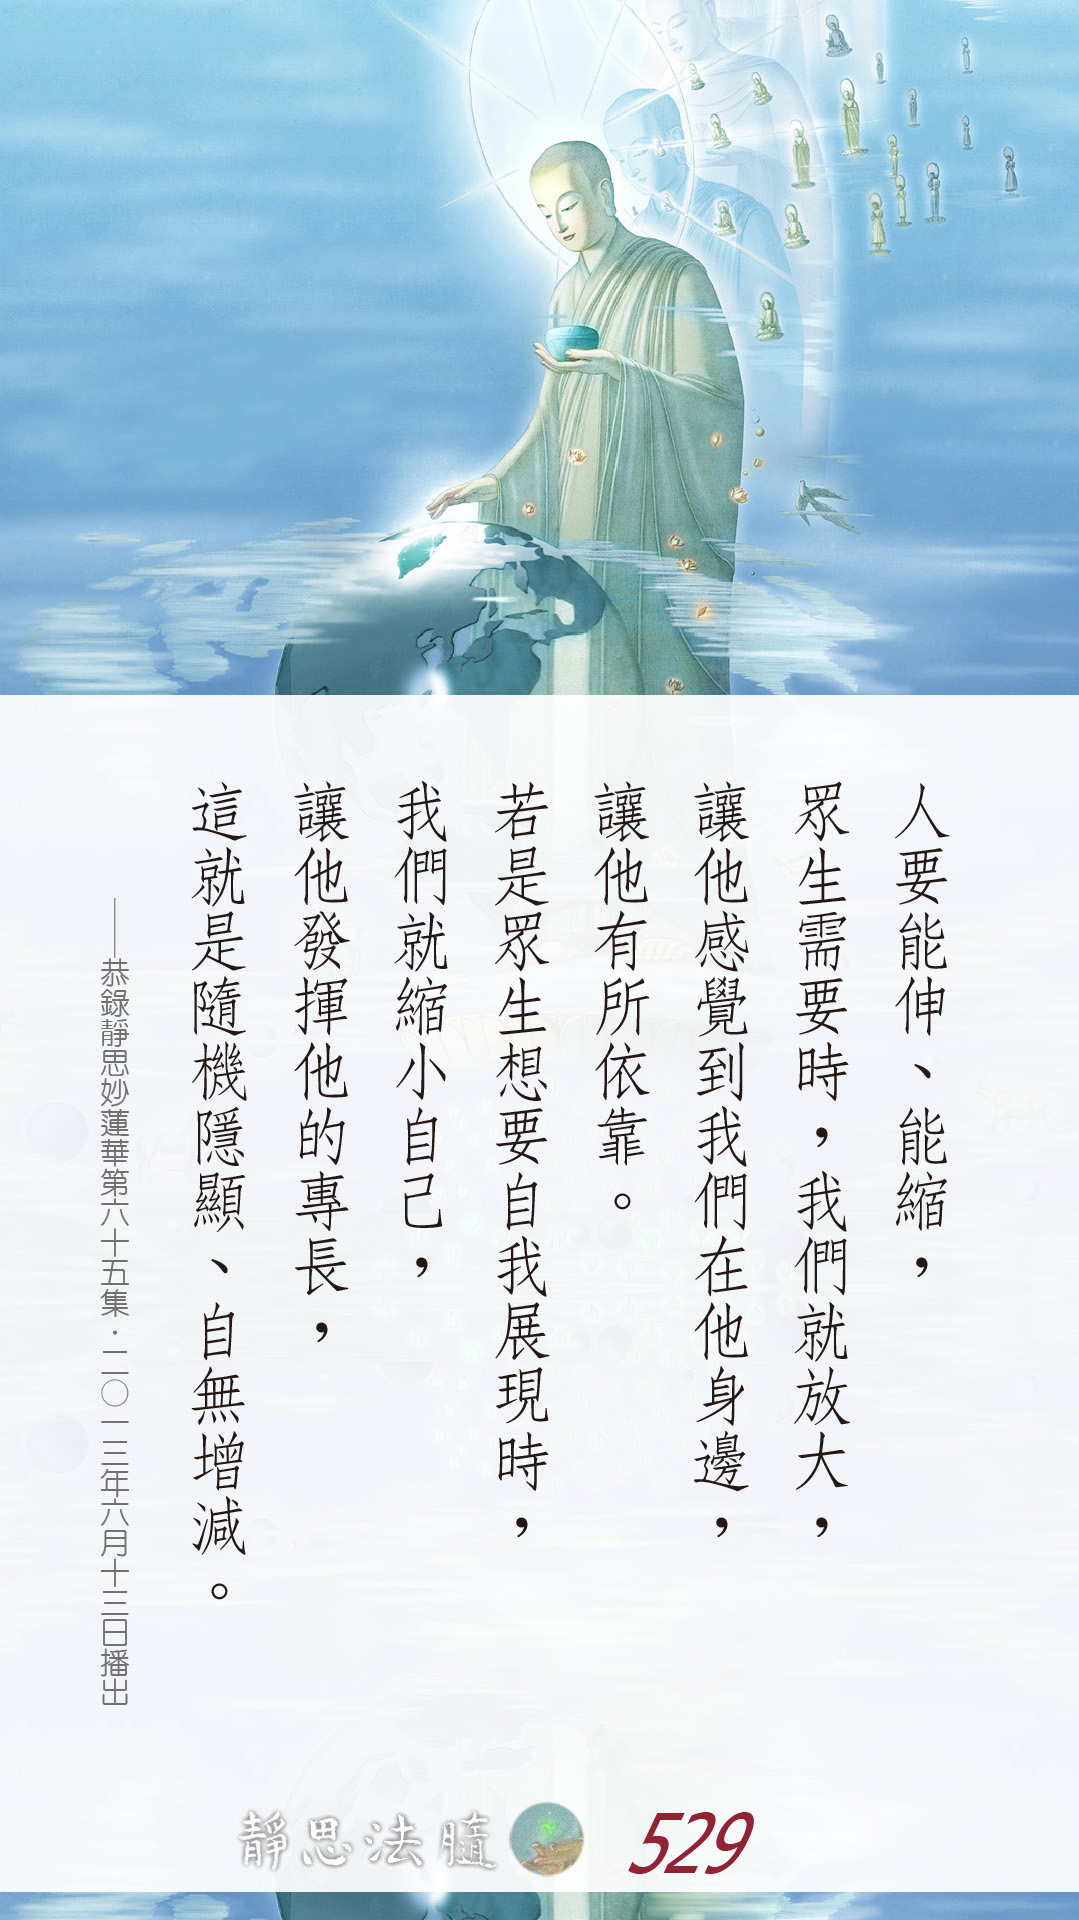 人要能伸、能縮，
眾生需要時，我們就放大，
讓他感覺到我們在他身邊，
讓他有所依靠。
若是眾生想要自我展現時，
我們就縮小自己，
讓他發揮他的專長，
這就是隨機隱顯、自無增減。
——恭錄靜思妙蓮華第六十五集．二〇一三年六月十三日播出
靜思法髓 529